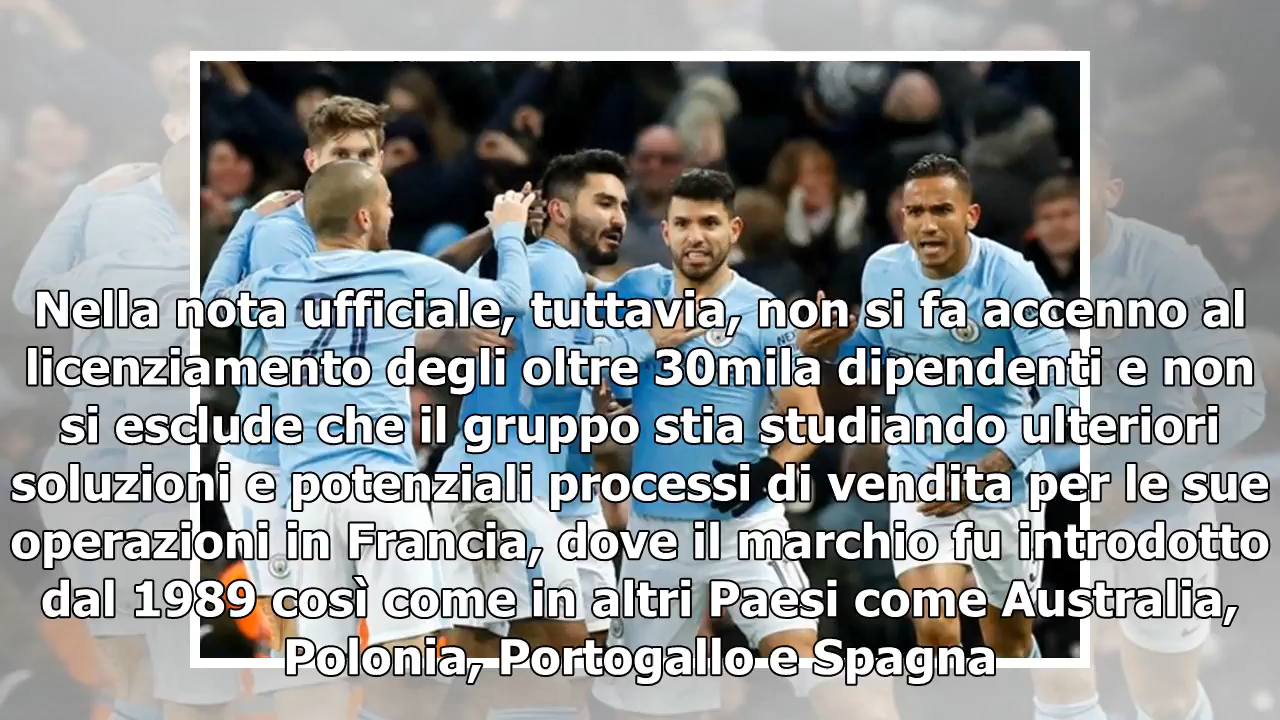 Nella nota ufficiale, tuttavia, non si fa accenno al
licenziamento degli oltre 30mila dipendenti e non
si esclude che il gruppo stia studiando ulteriori
soluzioni e potenziali processi di vendita per le sue
operazioni in Francia, dove il marchio fu introdotto
dal 1989 così come in altri Paesi come Australia,
Polonia, Portogallo e Spagna